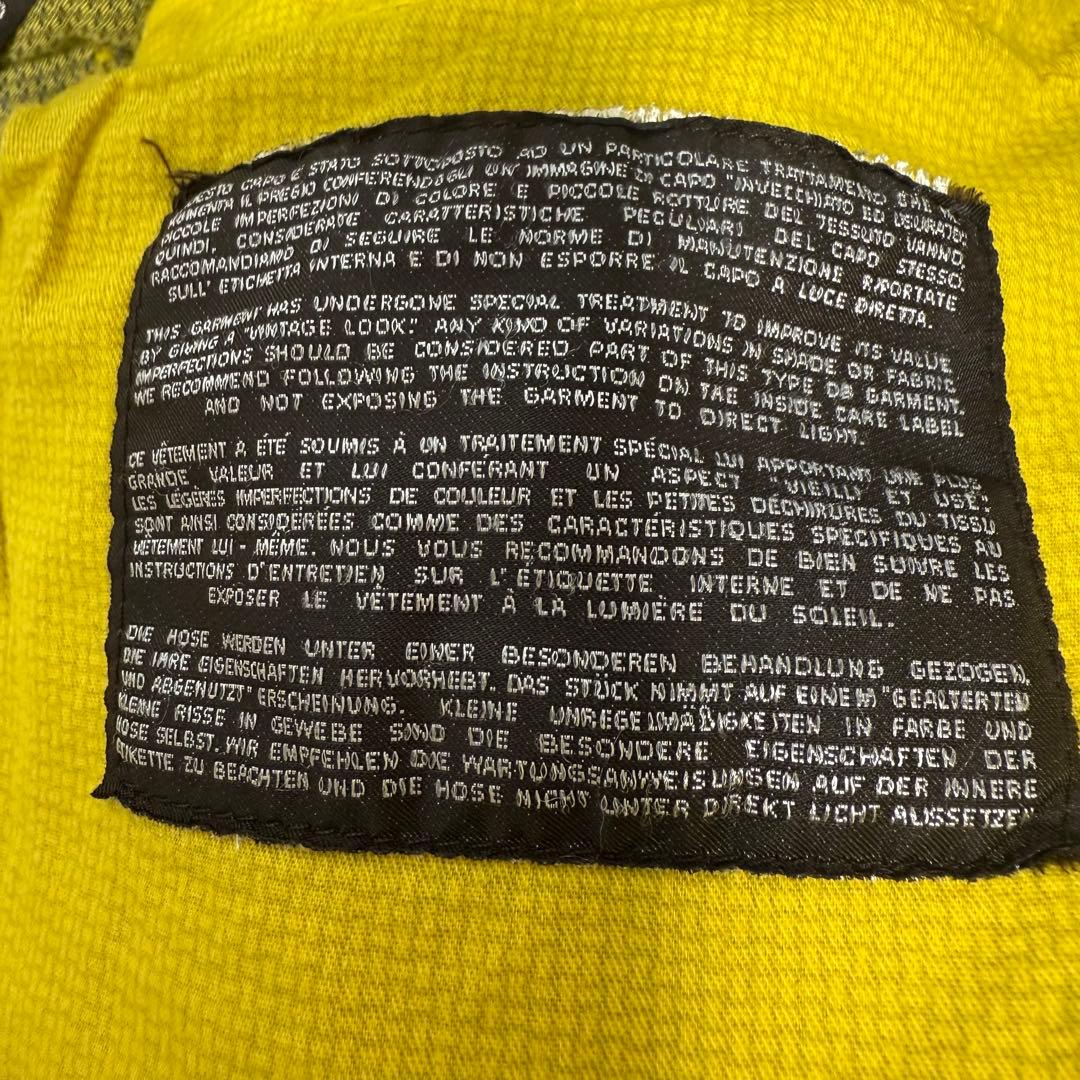 QUESTO CAPO È STATO SOTTOPOSTO AD UN PARTICOLARE TRATTAMENTO CHE NE
AUMENTA IL PREGIO CONFERENDOGLI UN' IMMAGINE DI CAPO "INVECCHIATO ED USURATO"
PICCOLE IMPERFEZIONI DI COLORE E PICCOLE ROTTURE DEL TESSUTO VANNO
QUINDI, CONSIDERATE CARATTERISTICHE PECULIARI DEL CAPO STESSO.
RACCOMANDIAMO DI SEGUIRE LE NORME DI MANUTENZIONE RIPORTATE
SULL' ETICHETTA INTERNA E DI NON ESPORRE IL CAPO A LUCE DIRETTA.
THIS GARMENT HAS UNDERGONE SPECIAL TREATMENT TO IMPROVE ITS VALUE
BY GIVING A "VINTAGE LOOK." ANY KIND OF VARIATIONS IN SHADE OF FABRIC
IMPERFECTIONS SHOULD BE CONSIDERED PART OF THIS TYPE OB GARMENT.
WE RECOMMEND FOLLOWING THE INSTRUCTION ON THE INSIDE CARE LABEL
AND NOT EXPOSING THE GARMENT TO DIRECT LIGHT.
CE VÊTEMENT A ÉTÉ SOUMIS À UN TRAITEMENT SPÉCIAL LUI APPORTANT UNE PLUS.
GRANDE VALEUR ET LUI CONFÉRANT UN ASPECT "VIEILLI" ET USÉ.
LES LÉGÈRES IMPERFECTIONS DE COULEUR ET LES PETITES DÉCHIRURES DU TISSU
SONT AINSI CONSIDÉRÉES COMME DES CARACTÉRISTIQUES SPÉCIFIQUES AU
VÊTEMENT LUI - MÊME. NOUS VOUS RECOMMANDONS DE BIEN SUIVRE LES
INSTRUCTIONS D'ENTRETIEN SUR L'ÉTIQUETTE INTERNE ET DE NE PAS
EXPOSER LE VÊTEMENT À LA LUMIÈRE DU SOLEIL.
DIE HOSE WERDEN UNTER EINER BESONDEREN BEHANDLUNG GEZOGEN,
DIE IHRE EIGENSCHAFTEN HERVORHEBT. DAS STÜCK NIMMT AUF EINEM "GEALTERTEN
UND ABGENUTZT" ERSCHEINUNG. KLEINE UNREGELMÄßIGKEITEN IN FARBE UND
KLEINE RISSE IN GEWEBE SIND DIE BESONDERE EIGENSCHAFTEN DER
HOSE SELBST. WIR EMPFEHLEN DIE WARTUNGSANWEISUNGEN AUF DER INNERE
ETIKETTE ZU BEACHTEN UND DIE HOSE NICHT UNTER DIREKT LICHT AUSSETZEN